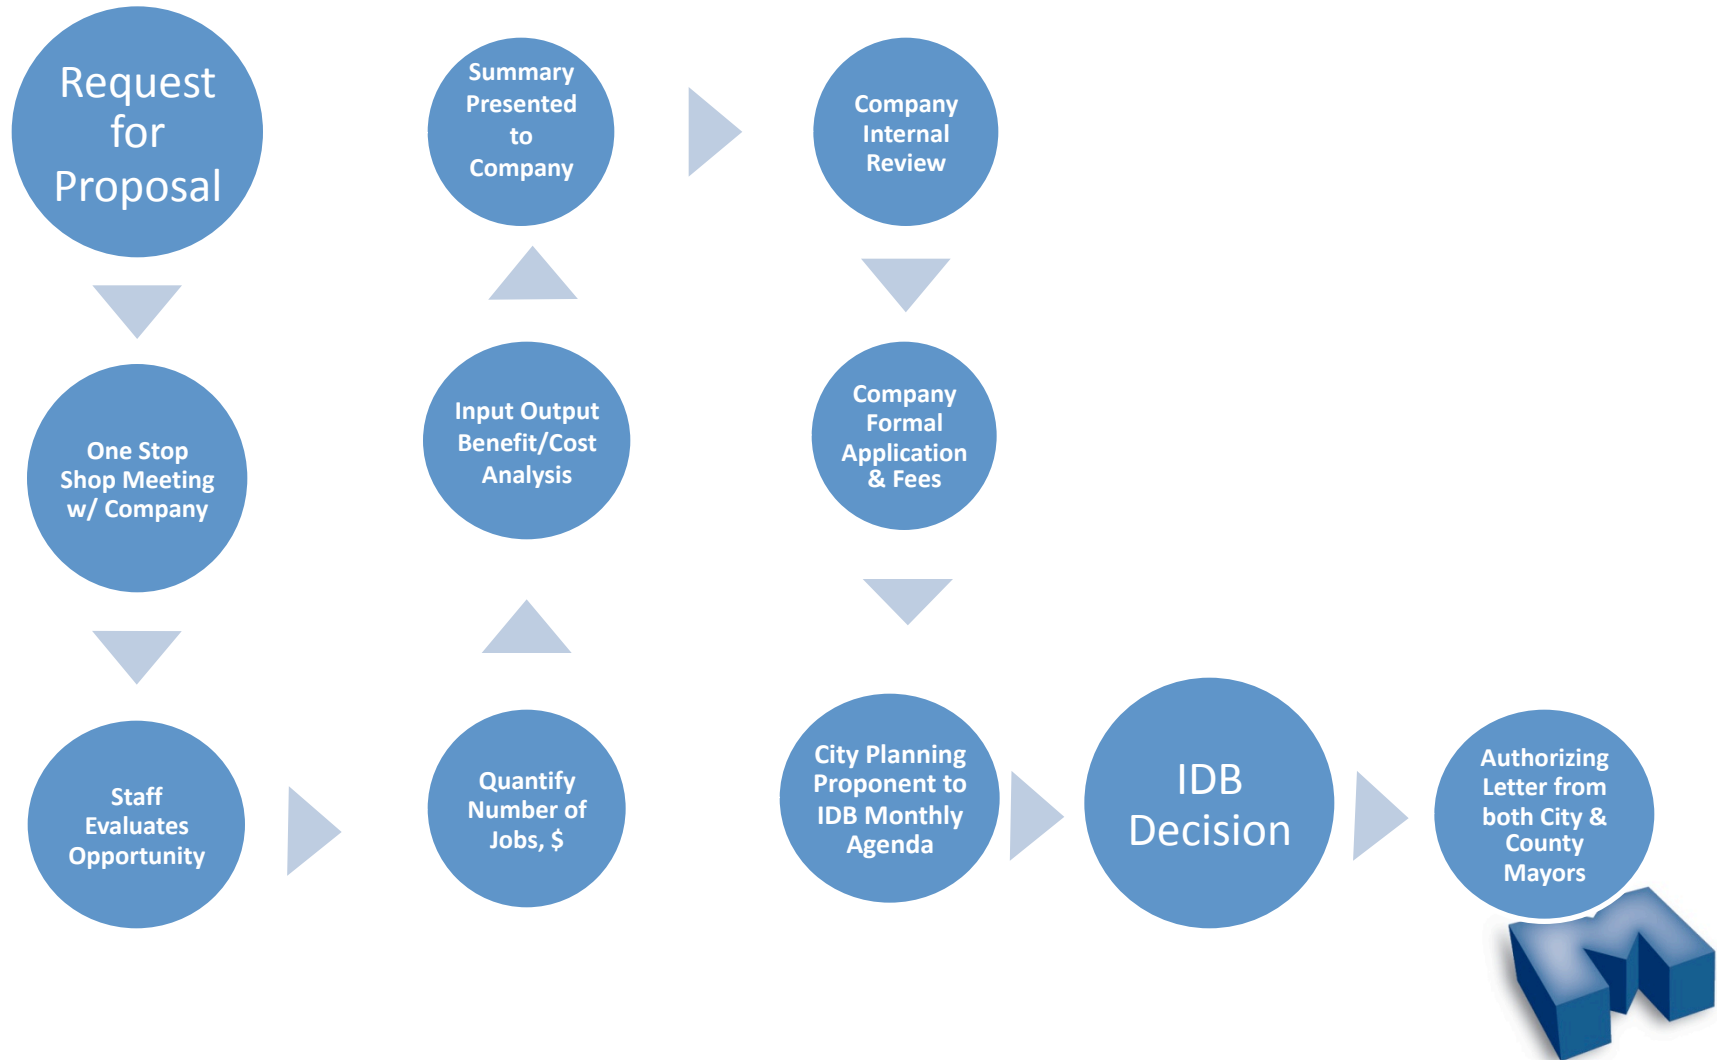 Request
for
Proposal
One Stop
Shop Meeting
w/ Company
Staff
Evaluates
Opportunity
Quantify
Number of
Jobs, $
Input Output
Benefit/Cost
Analysis
Summary
Presented
to
Company
Company
Internal
Review
Company
Formal
Application
& Fees
City Planning
Proponent to
IDB Monthly
Agenda
IDB
Decision
Authorizing
Letter from
both City &
County
Mayors
M